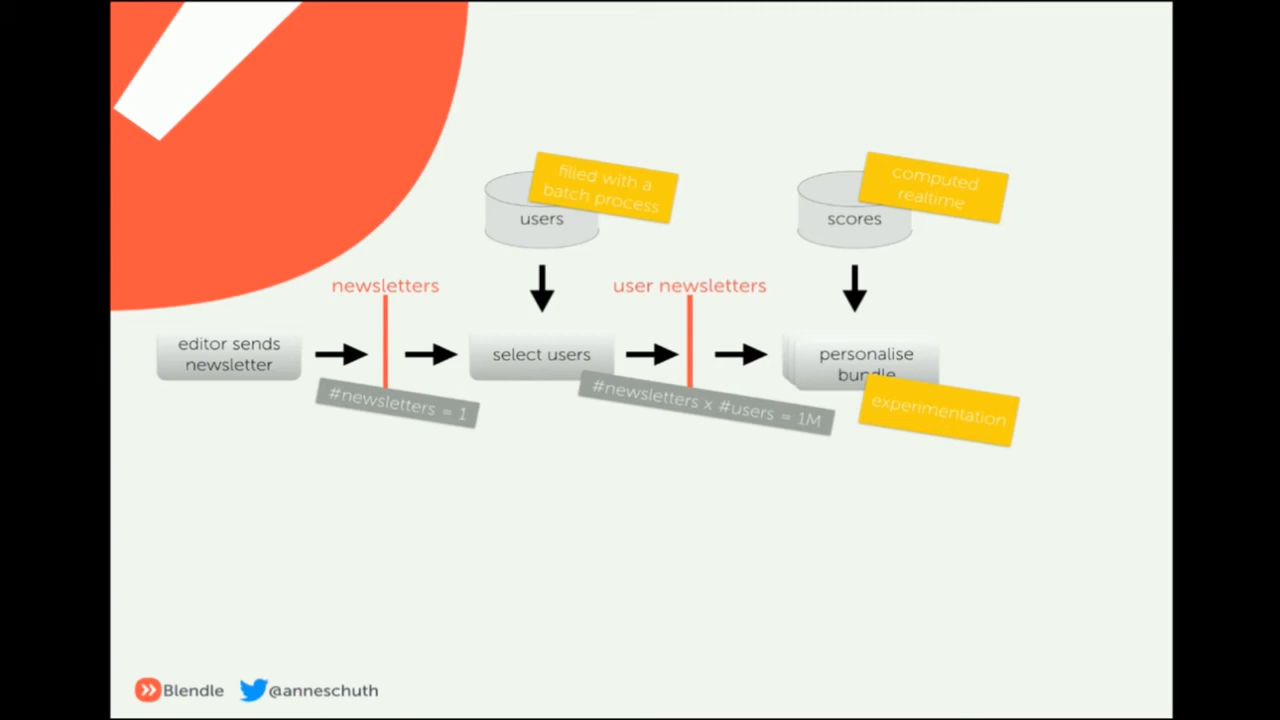 filled with a
batch process
users
computed
realtime
scores
newsletters
user newsletters
editor sends
newsletter
select users
personalise
bundle
#newsletters = 1
#newsletters x #users = 1M
experimentation
Blendle
@anneschuth